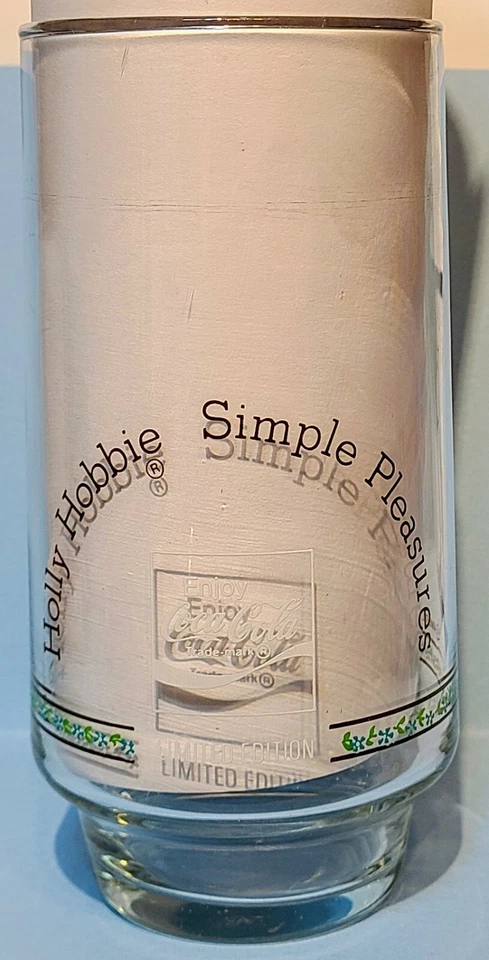 Holly Hobbie® Simple Pleasures
Enjoy
Coca-Cola
Trade-mark®
LIMITED EDITION